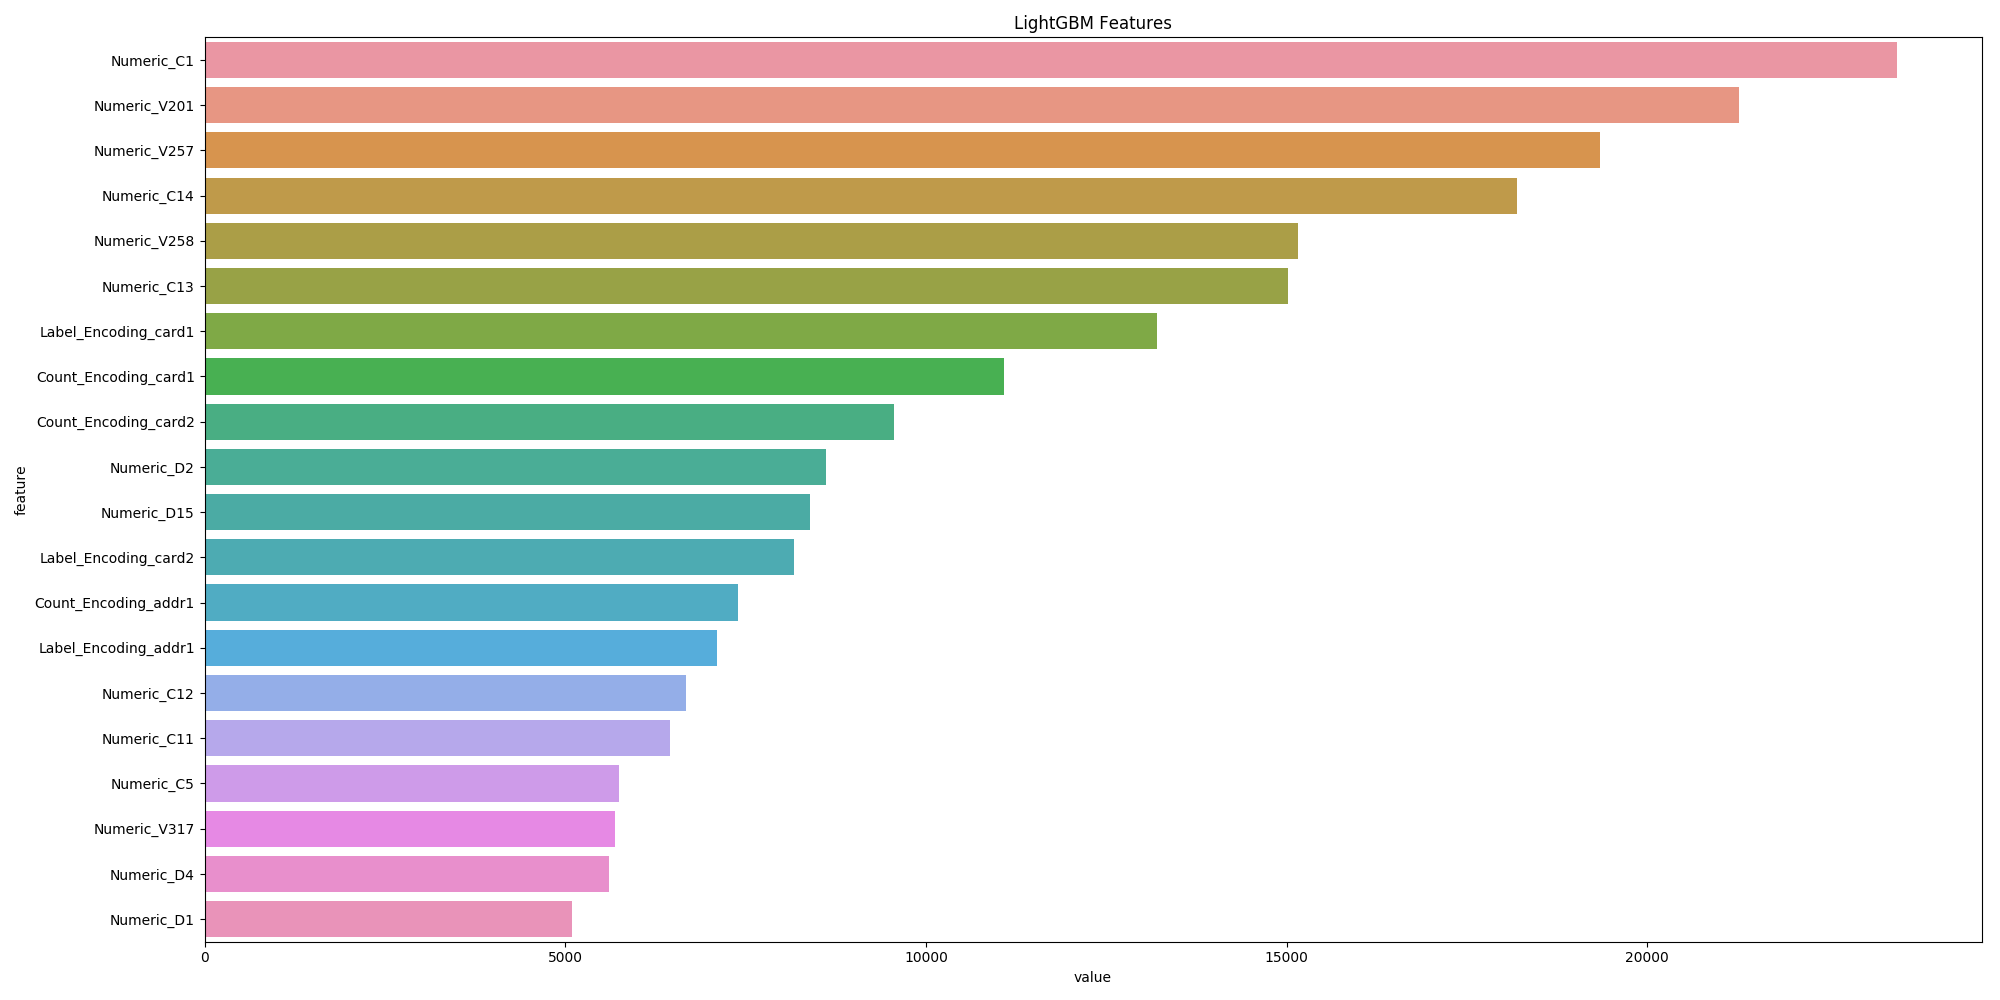 LightGBM Features
Numeric_C1
Numeric_V201
Numeric_V257
Numeric_C14
Numeric_V258
Numeric_C13
Label_Encoding_card1
Count_Encoding_card1
Count_Encoding_card2
Numeric_D2
Numeric_D15
Label_Encoding_card2
Count_Encoding_addr1
Label_Encoding_addr1
Numeric_C12
Numeric_C11
Numeric_C5
Numeric_V317
Numeric_D4
Numeric_D1
feature
0 5000 10000 15000 20000
value